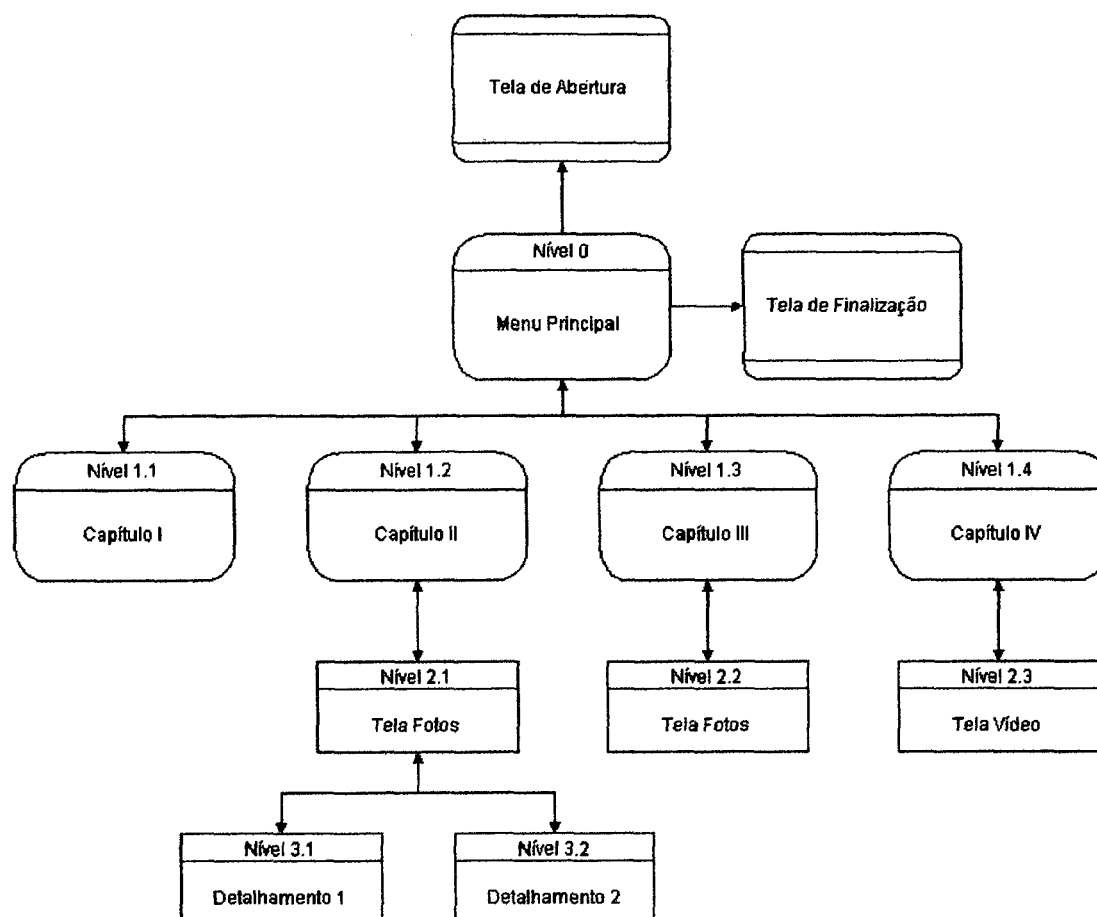 Tela de Abertura
Nível 0
Menu Principal
Tela de Finalização
Nível 1.1
Capítulo I
Nível 1.2
Capítulo II
Nível 1.3
Capítulo III
Nível 1.4
Capítulo IV
Nível 2.1
Tela Fotos
Nível 2.2
Tela Fotos
Nível 2.3
Tela Vídeo
Nível 3.1
Detalhamento 1
Nível 3.2
Detalhamento 2